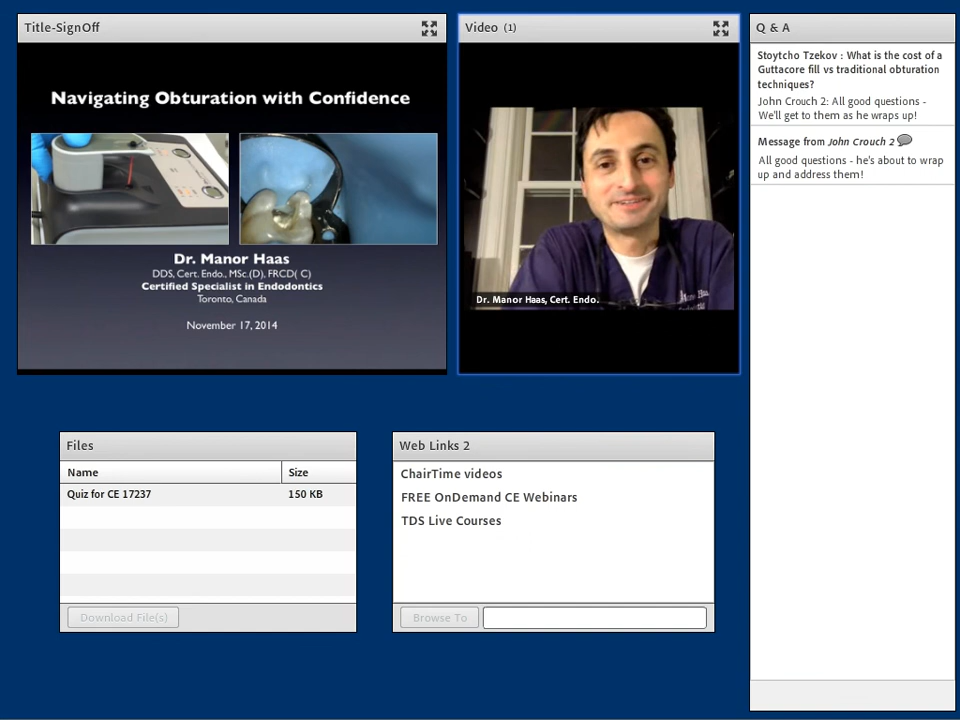 Title-SignOff
Navigating Obturation with Confidence
Dr. Manor Haas
DDS, Cert. Endo., MSc.(D), FRCD( C)
Certified Specialist in Endodontics
Toronto, Canada
November 17, 2014
Video (1)
Dr. Manor Haas, Cert. Endo.
Q & A
Stoytcho Tzekov : What is the cost of a
Guttacore fill vs traditional obturation
techniques?
John Crouch 2: All good questions -
We'll get to them as he wraps up!
Message from John Crouch 2
All good questions - he's about to wrap
up and address them!
Files
Name Size
Quiz for CE 17237 150 KB
Download File(s)
Web Links 2
ChairTime videos
FREE OnDemand CE Webinars
TDS Live Courses
Browse To